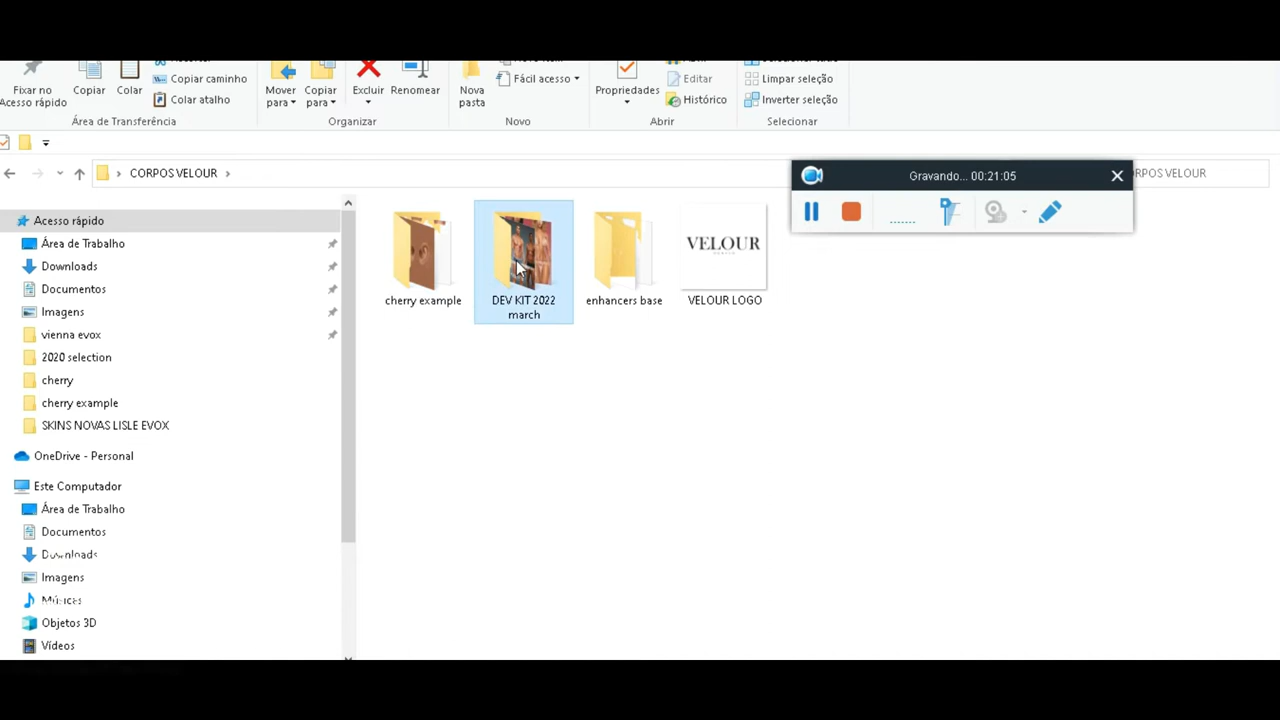 Copiar caminho
Fixar no
Acesso rápido
Copiar
Colar
Colar atalho
Mover
para
Copiar
para
Excluir
Renomear
Nova
pasta
Fácil acesso
Propriedades
Editar
Histórico
Limpar seleção
Inverter seleção
Área de Transferência
Organizar
Novo
Abrir
Selecionar
CORPOS VELOUR
Gravando... 00:21:05
RPOS VELOUR
Acesso rápido
Área de Trabalho
Downloads
Documentos
Imagens
vienna evox
2020 selection
cherry
cherry example
SKINS NOVAS LISLE EVOX
OneDrive - Personal
Este Computador
Área de Trabalho
Documentos
Downloads
Imagens
Músicas
Objetos 3D
Vídeos
cherry example
DEV KIT 2022
march
enhancers base
VELOUR
VELOUR LOGO